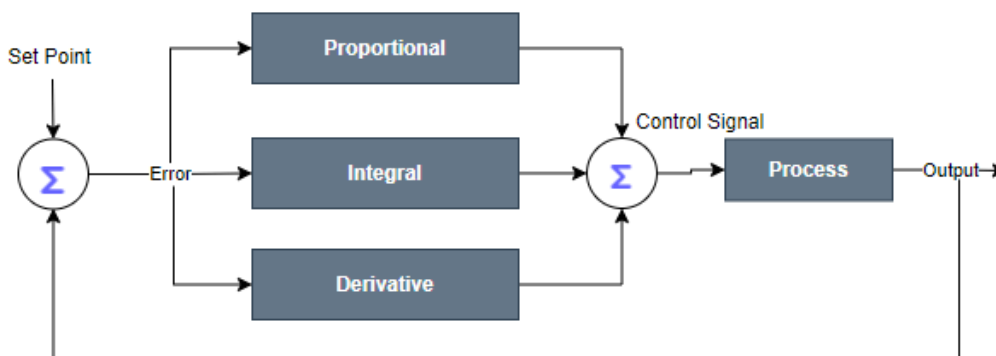 Proportional
Set Point
Control Signal
Σ
Error
Integral
Σ
Process
Output
Derivative